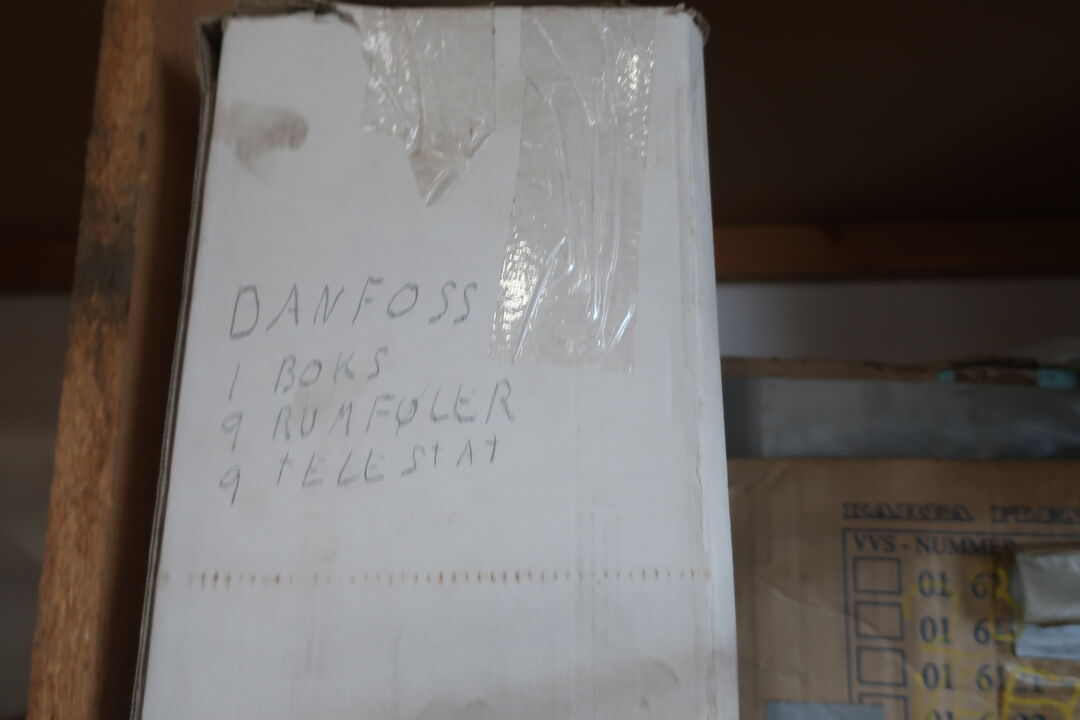 DANFOSS
1 BOKS
9 RUMFØLER
9 TELESTAT
VVS - NUMMER
01
01
01